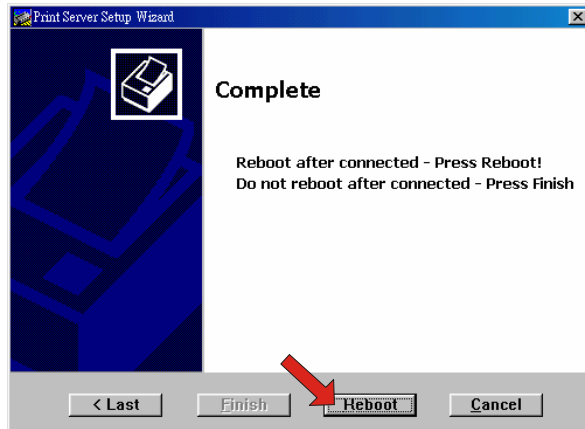 Print Server Setup Wizard
Complete
Reboot after connected - Press Reboot!
Do not reboot after connected - Press Finish
< Last
Finish
Reboot
Cancel